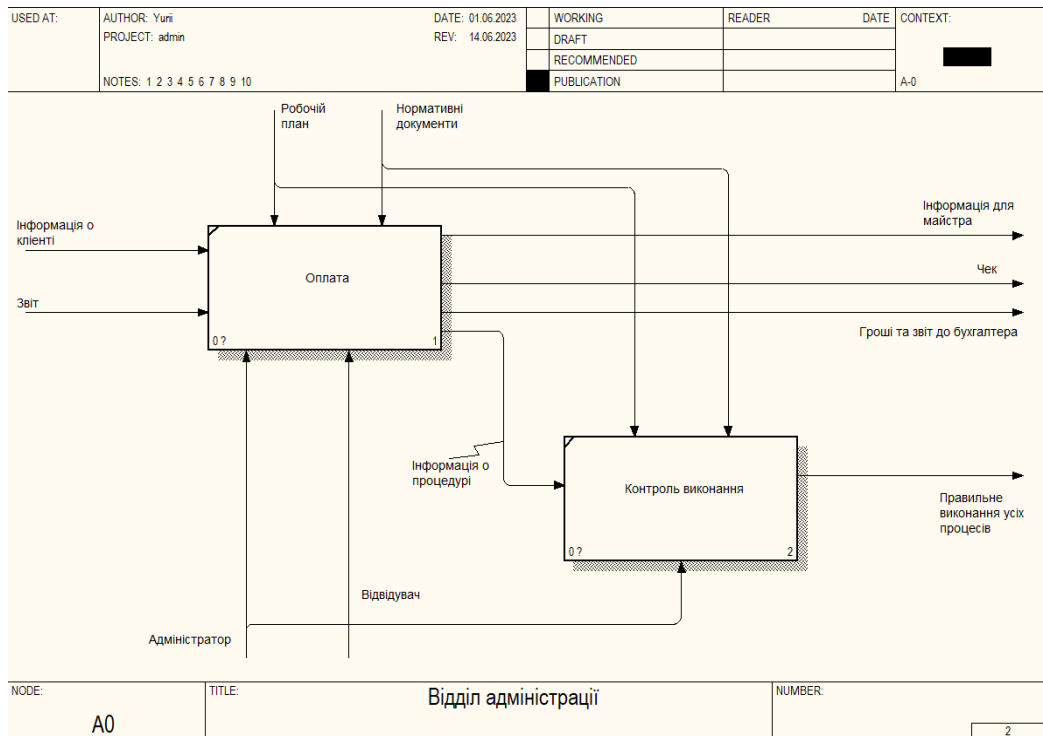 USED AT:
AUTHOR: Yurii
DATE: 01.06.2023
PROJECT: admin
REV: 14.06.2023
NOTES: 1 2 3 4 5 6 7 8 9 10
WORKING
DRAFT
RECOMMENDED
PUBLICATION
READER
DATE
CONTEXT:
A-0
Робочій
план
Нормативні
документи
Інформація о
кліенті
Звіт
Оплата
0 ?
1
Інформація для
майстра
Чек
Гроші та звіт до бухгалтера
Інформація о
процедурі
Контроль виконання
0 ?
2
Правильне
виконання усіх
процесів
Відвідувач
Адміністратор
NODE:
A0
TITLE:
Відділ адміністрації
NUMBER:
2